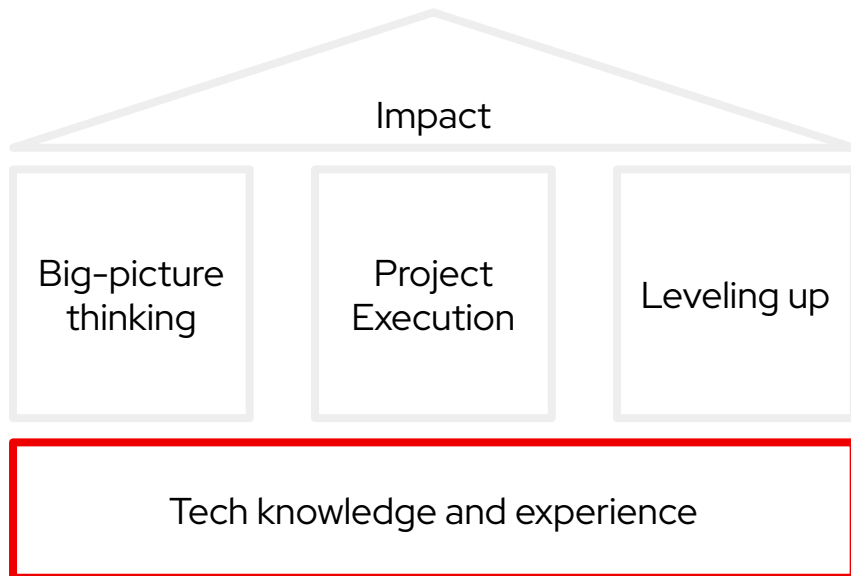 Impact
Big-picture
thinking
Project
Execution
Leveling up
Tech knowledge and experience